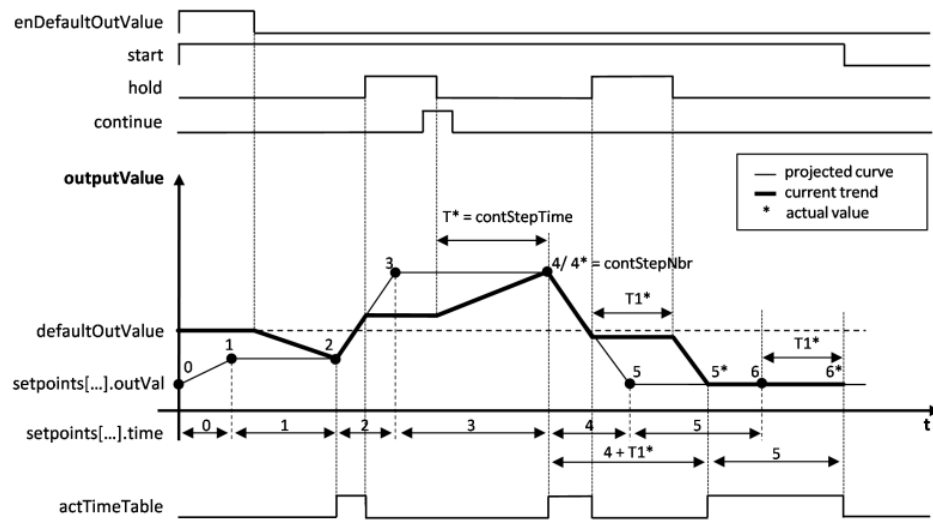 enDefaultOutValue
start
hold
continue
outputValue
projected curve
current trend
* actual value
T* = contStepTime
3
4/ 4* = contStepNbr
T1*
defaultOutValue
1
2
T1*
0
5
5*
6
6*
setpoints[...].outVal
t
setpoints[...].time
0
1
2
3
4
5
4 + T1*
5
actTimeTable